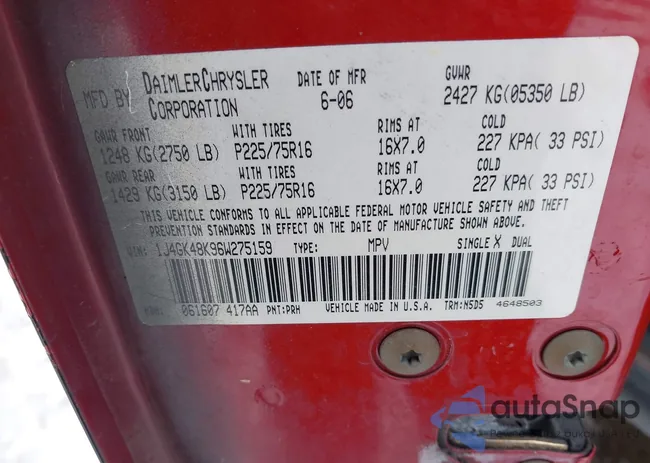 MFD BY DAIMLERCHRYSLER CORPORATION DATE OF MFR 6-06 GVWR 2427 KG(05350 LB)
GAWR FRONT WITH TIRES RIMS AT COLD
1248 KG(2750 LB) P225/75R16 16X7.0 227 KPA( 33 PSI)
GAWR REAR WITH TIRES RIMS AT COLD
1429 KG(3150 LB) P225/75R16 16X7.0 227 KPA( 33 PSI)
THIS VEHICLE CONFORMS TO ALL APPLICABLE FEDERAL MOTOR VEHICLE SAFETY AND THEFT
PREVENTION STANDARDS IN EFFECT ON THE DATE OF MANUFACTURE SHOWN ABOVE.
1J4GK48K96W275159 TYPE: MPV SINGLE X DUAL
061607 417AA PNT:PRH VEHICLE MADE IN U.S.A. TRM:N5D5 4648503
autoSnap